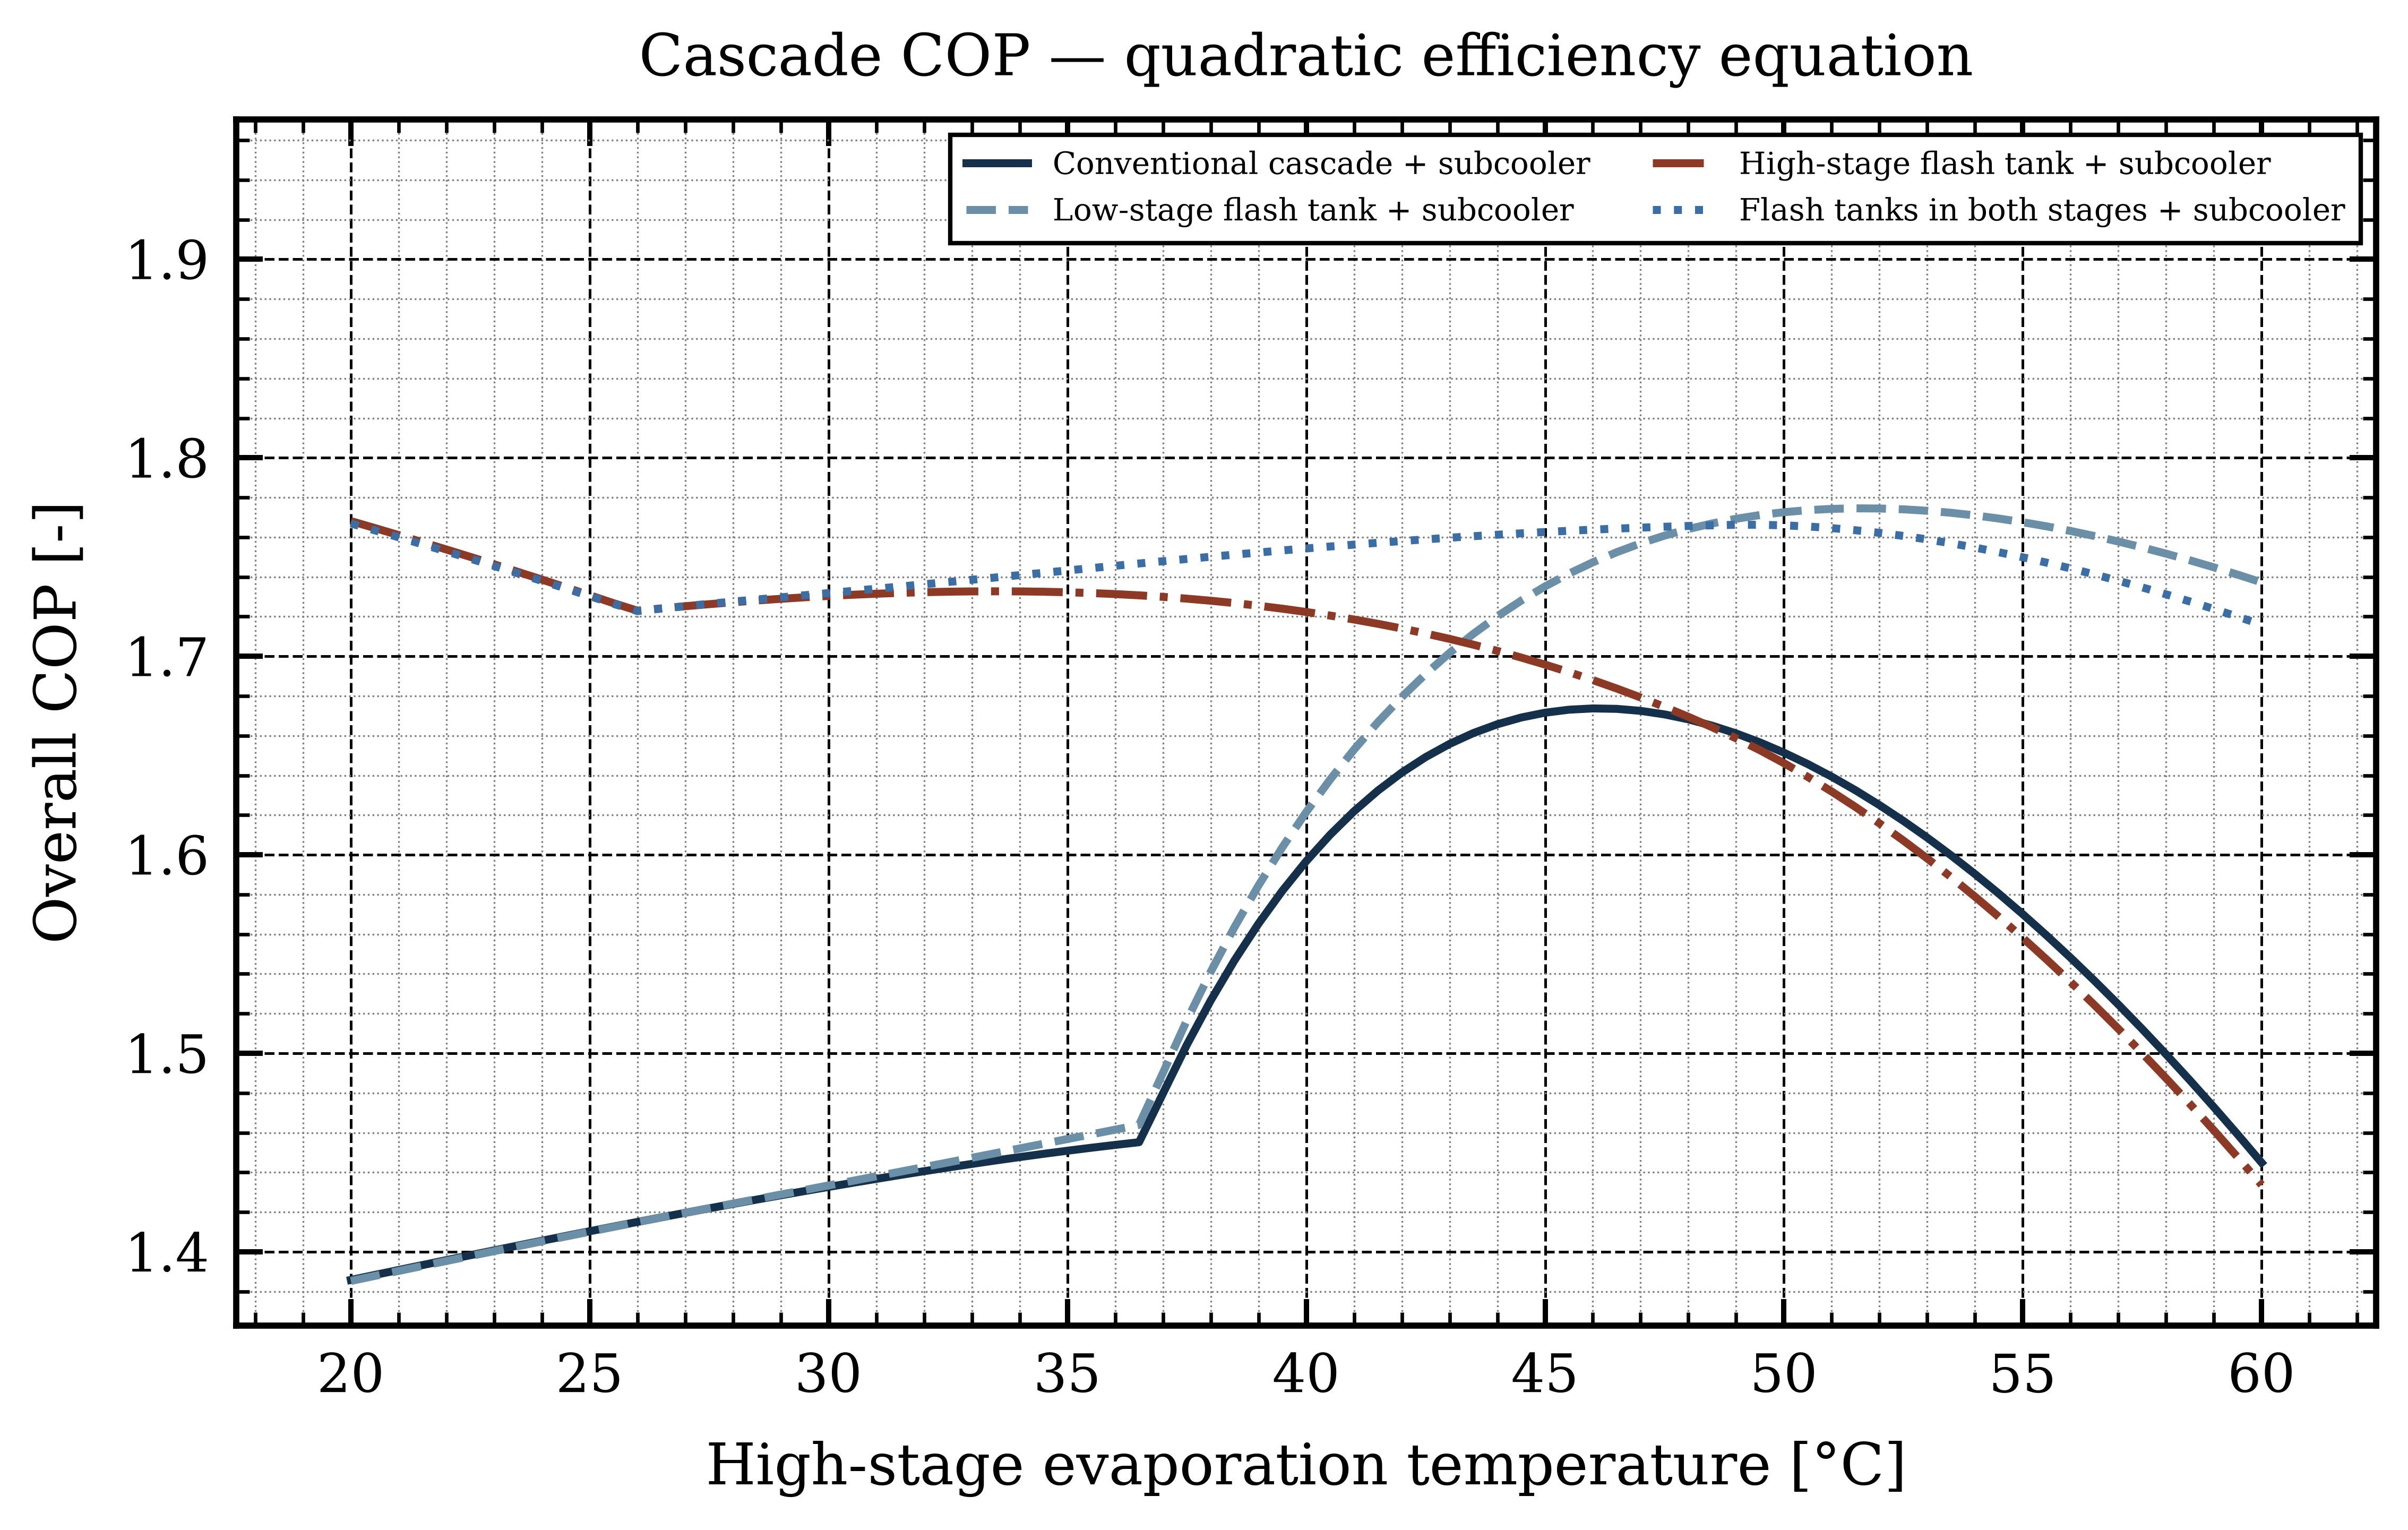 Cascade COP — quadratic efficiency equation
Conventional cascade + subcooler
Low-stage flash tank + subcooler
High-stage flash tank + subcooler
Flash tanks in both stages + subcooler
Overall COP [-]
1.9
1.8
1.7
1.6
1.5
1.4
20 25 30 35 40 45 50 55 60
High-stage evaporation temperature [°C]